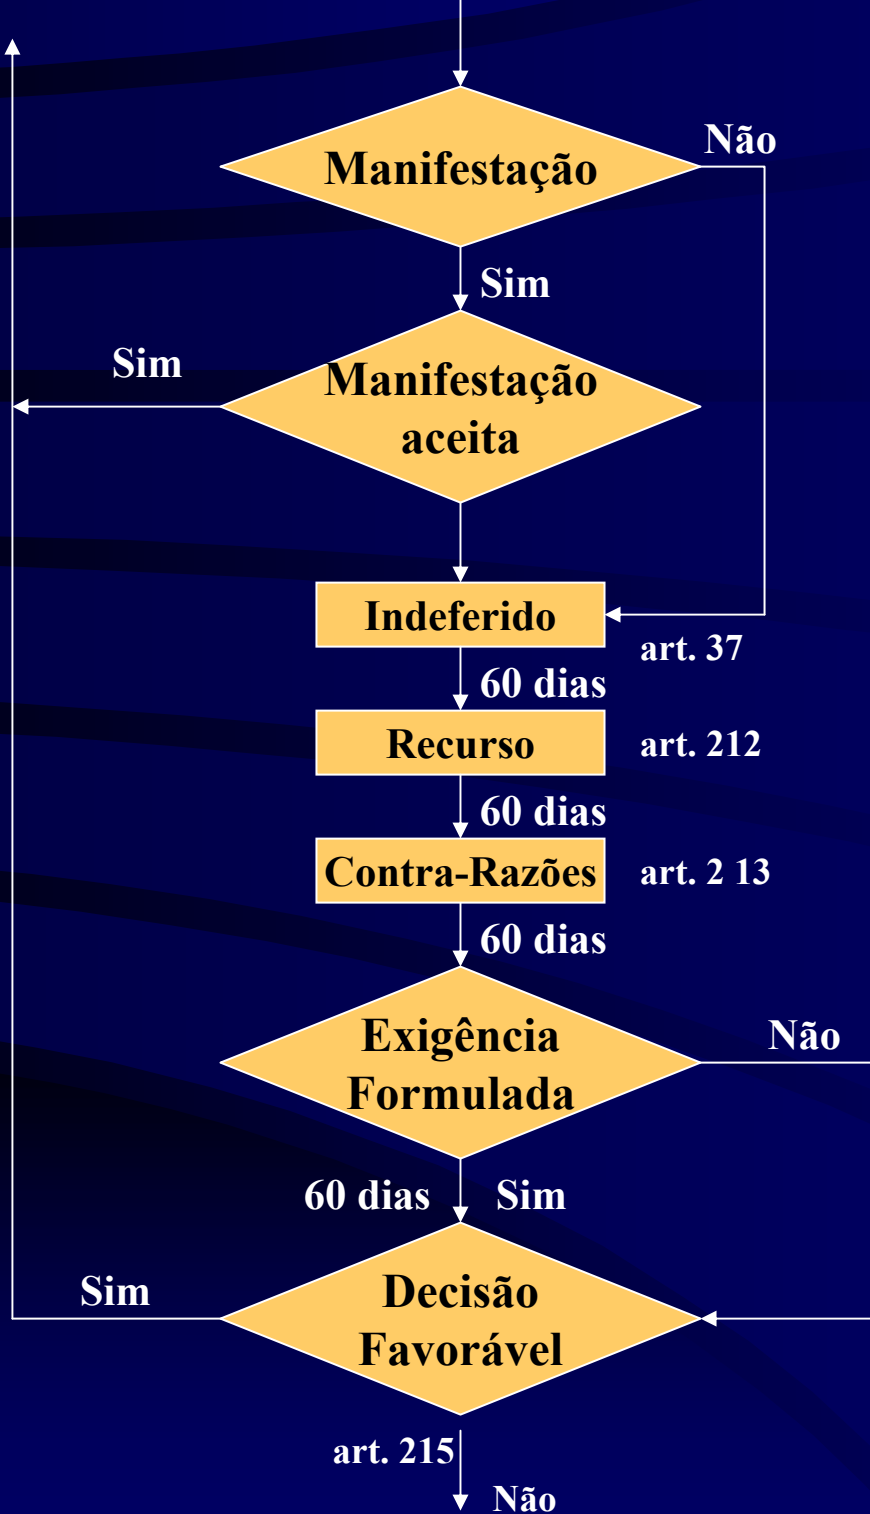 Não
Manifestação
Sim
Sim
Manifestação
aceita
Indeferido
art. 37
60 dias
Recurso
art. 212
60 dias
Contra-Razões
art. 2 13
60 dias
Exigência
Formulada
Não
60 dias
Sim
Sim
Decisão
Favorável
art. 215
Não